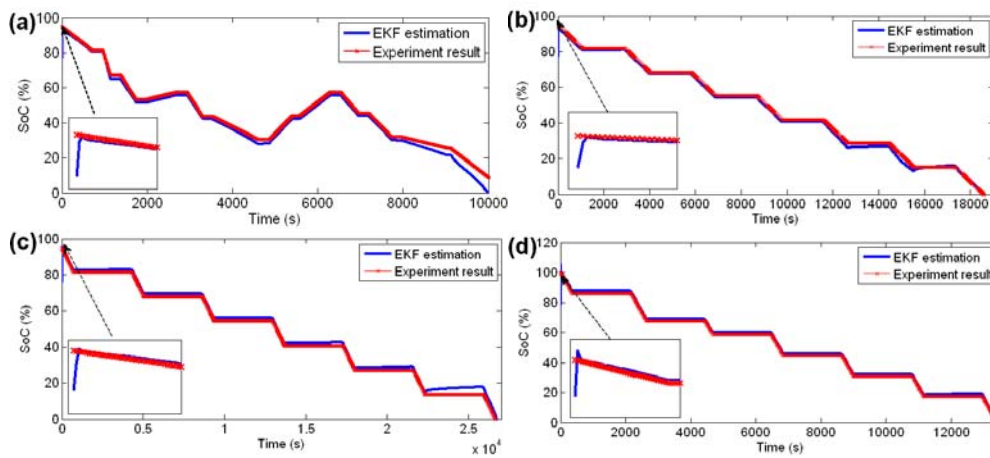 (a)
100
80
60
40
20
0
SoC (%)
0 2000 4000 6000 8000 10000
Time (s)
EKF estimation
Experiment result
(b)
100
80
60
40
20
0
SoC (%)
0 2000 4000 6000 8000 10000 12000 14000 16000 18000
Time (s)
EKF estimation
Experiment result
(c)
100
80
60
40
20
0
SoC (%)
0 0.5 1 1.5 2 2.5
Time (s)
x 10^4
EKF estimation
Experiment result
(d)
120
100
80
60
40
20
0
SoC (%)
0 2000 4000 6000 8000 10000 12000
Time (s)
EKF estimation
Experiment result